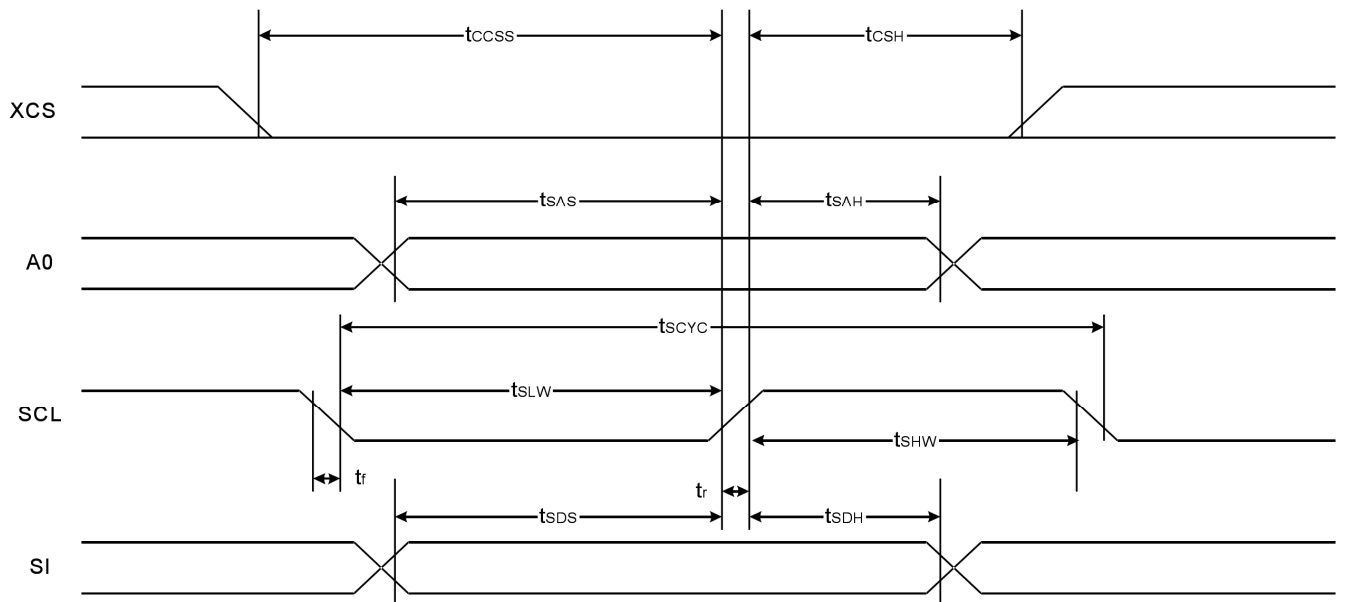 tCCSS
tCSH
XCS
tSAS
tSAH
A0
tSCYC
tSLW
SCL
tSHW
tf
tr
tSDS
tSDH
SI